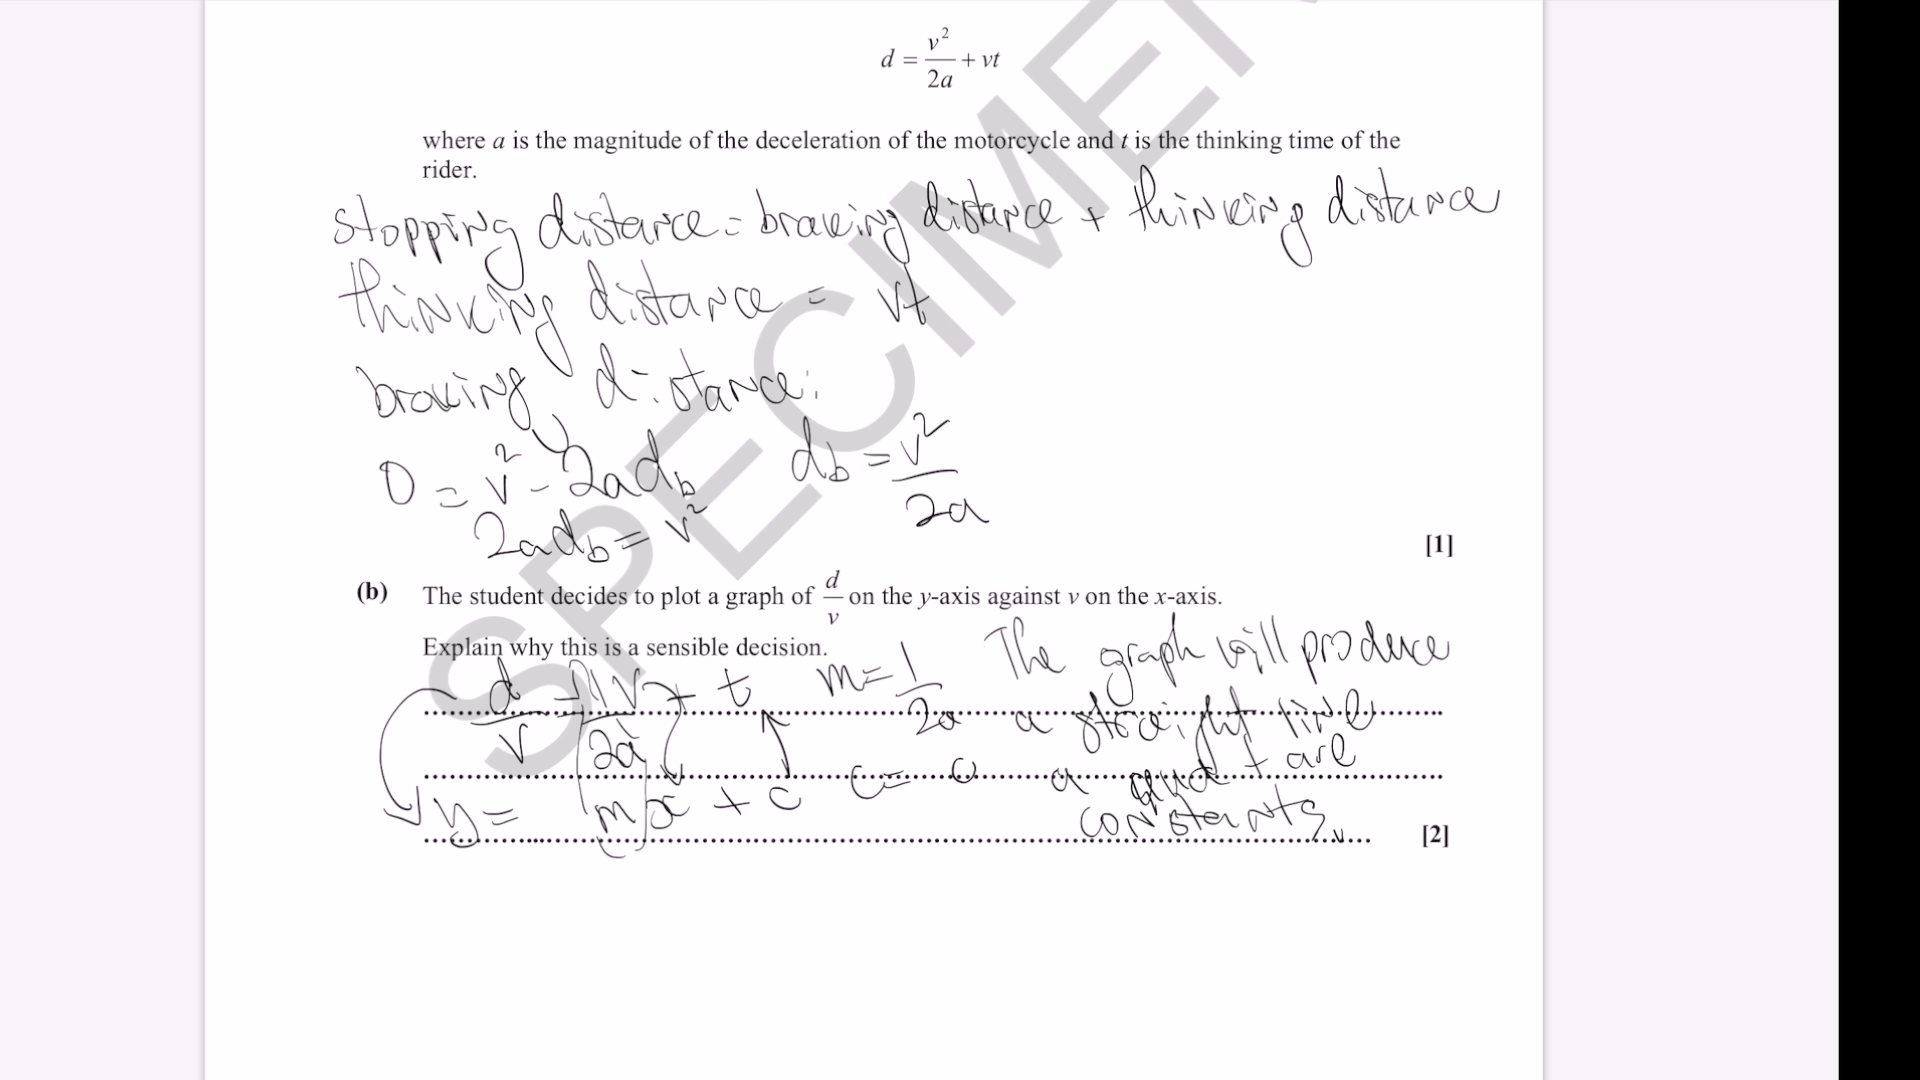 d = v²/2a + vt
where a is the magnitude of the deceleration of the motorcycle and t is the thinking time of the
rider.
stopping distance = braking distance + thinking distance
thinking distance = vt
braking distance:
0 = v² - 2ad_b d_b = v²/2a
2ad_b = v²
[1]
(b) The student decides to plot a graph of d/v on the y-axis against v on the x-axis.
Explain why this is a sensible decision.
d/v = 1/2a v + t m = 1/2a The graph will produce
a straight line
y = mx + c c = a and t are
constants.
[2]
SPECIMEN